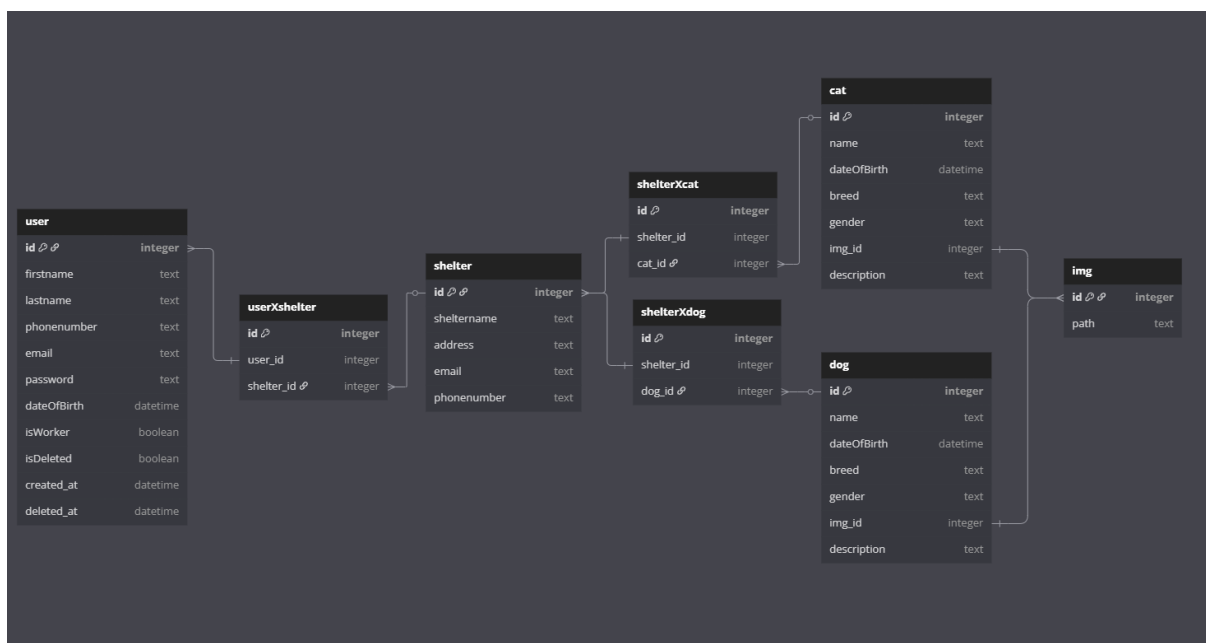 user
id integer
firstname text
lastname text
phonenumber text
email text
password text
dateOfBirth datetime
isWorker boolean
isDeleted boolean
created_at datetime
deleted_at datetime
userXshelter
id integer
user_id integer
shelter_id integer
shelter
id integer
sheltername text
address text
email text
phonenumber text
shelterXcat
id integer
shelter_id integer
cat_id integer
shelterXdog
id integer
shelter_id integer
dog_id integer
cat
id integer
name text
dateOfBirth datetime
breed text
gender text
img_id integer
description text
dog
id integer
name text
dateOfBirth datetime
breed text
gender text
img_id integer
description text
img
id integer
path text